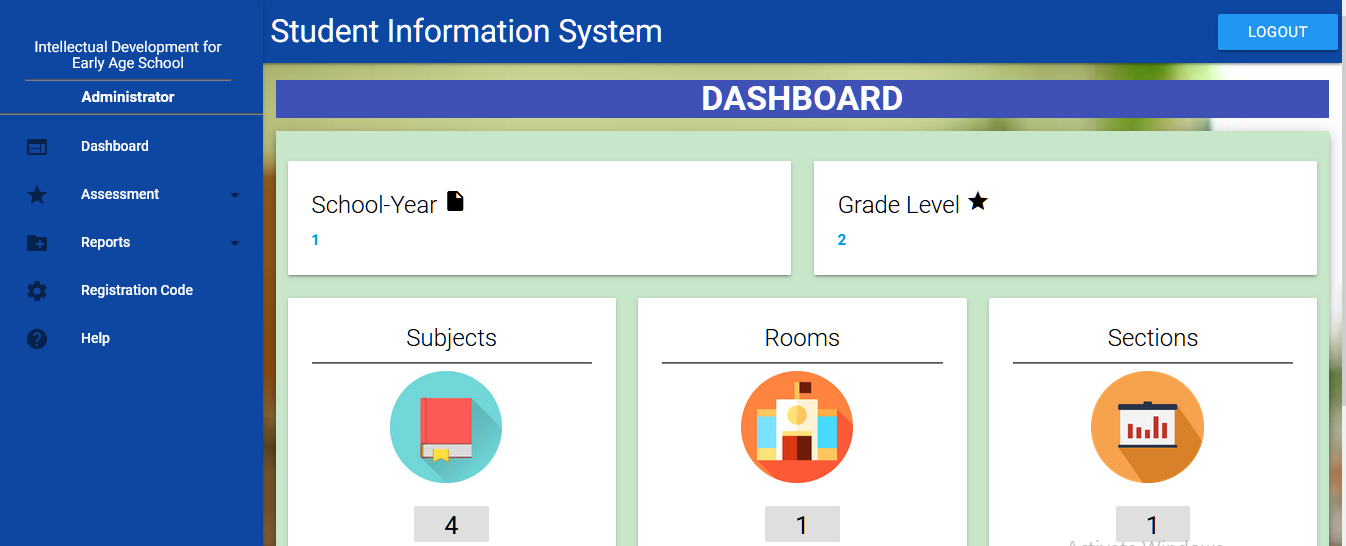 Intellectual Development for
Early Age School
Administrator
Dashboard
Assessment
Reports
Registration Code
Help
Student Information System
LOGOUT
DASHBOARD
School-Year
1
Grade Level
2
Subjects
4
Rooms
1
Sections
1
Activate Windows